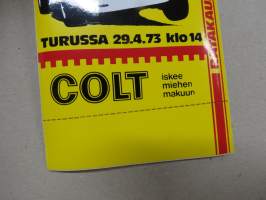 TURUSSA 29.4.73 klo 14
COLT
iskee
miehen
makuun